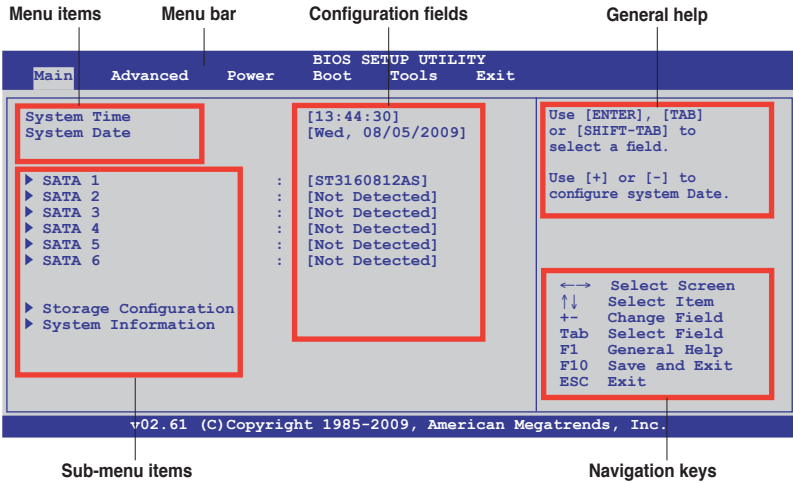 Menu items Menu bar Configuration fields General help
BIOS SETUP UTILITY
Main Advanced Power Boot Tools Exit
System Time [13:44:30]
System Date [Wed, 08/05/2009]
SATA 1 : [ST3160812AS]
SATA 2 : [Not Detected]
SATA 3 : [Not Detected]
SATA 4 : [Not Detected]
SATA 5 : [Not Detected]
SATA 6 : [Not Detected]
Storage Configuration
System Information
Use [ENTER], [TAB]
or [SHIFT-TAB] to
select a field.
Use [+] or [-] to
configure system Date.
←→ Select Screen
↑↓ Select Item
+- Change Field
Tab Select Field
F1 General Help
F10 Save and Exit
ESC Exit
v02.61 (C)Copyright 1985-2009, American Megatrends, Inc.
Sub-menu items Navigation keys